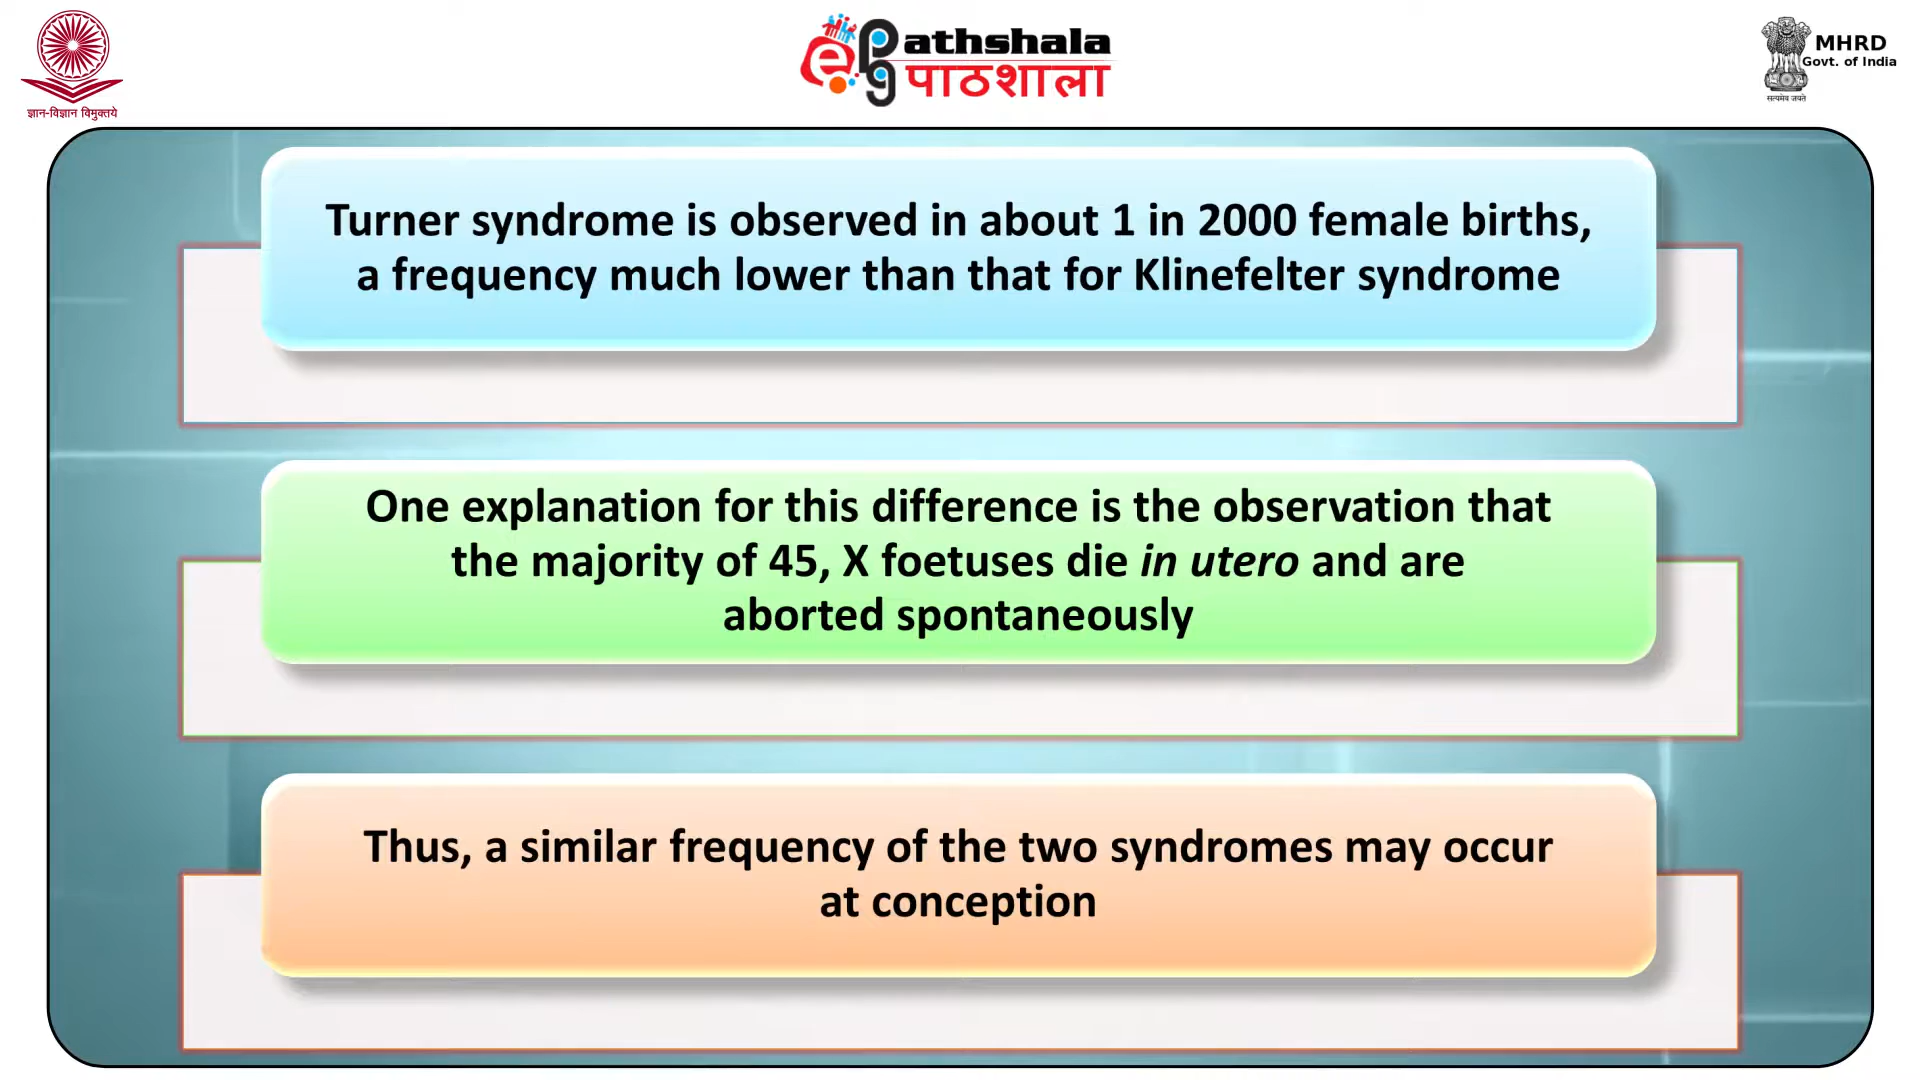 ज्ञान-विज्ञान विमुक्तये
e pg athshala
पाठशाला
MHRD
Govt. of India
सत्यमेव जयते
Turner syndrome is observed in about 1 in 2000 female births,
a frequency much lower than that for Klinefelter syndrome
One explanation for this difference is the observation that
the majority of 45, X foetuses die in utero and are
aborted spontaneously
Thus, a similar frequency of the two syndromes may occur
at conception